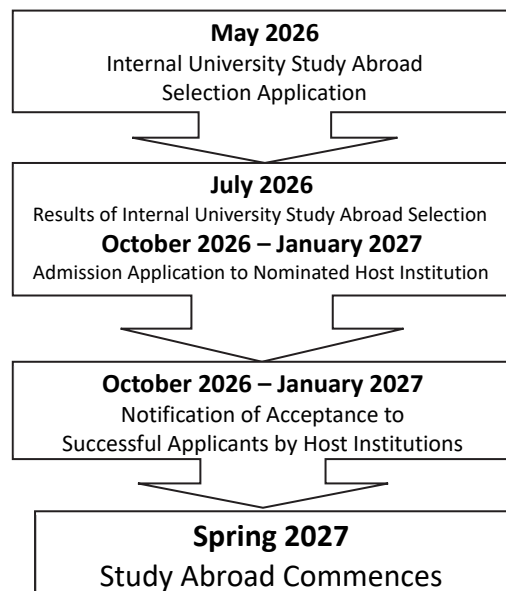 May 2026
Internal University Study Abroad
Selection Application
July 2026
Results of Internal University Study Abroad Selection
October 2026 – January 2027
Admission Application to Nominated Host Institution
October 2026 – January 2027
Notification of Acceptance to
Successful Applicants by Host Institutions
Spring 2027
Study Abroad Commences